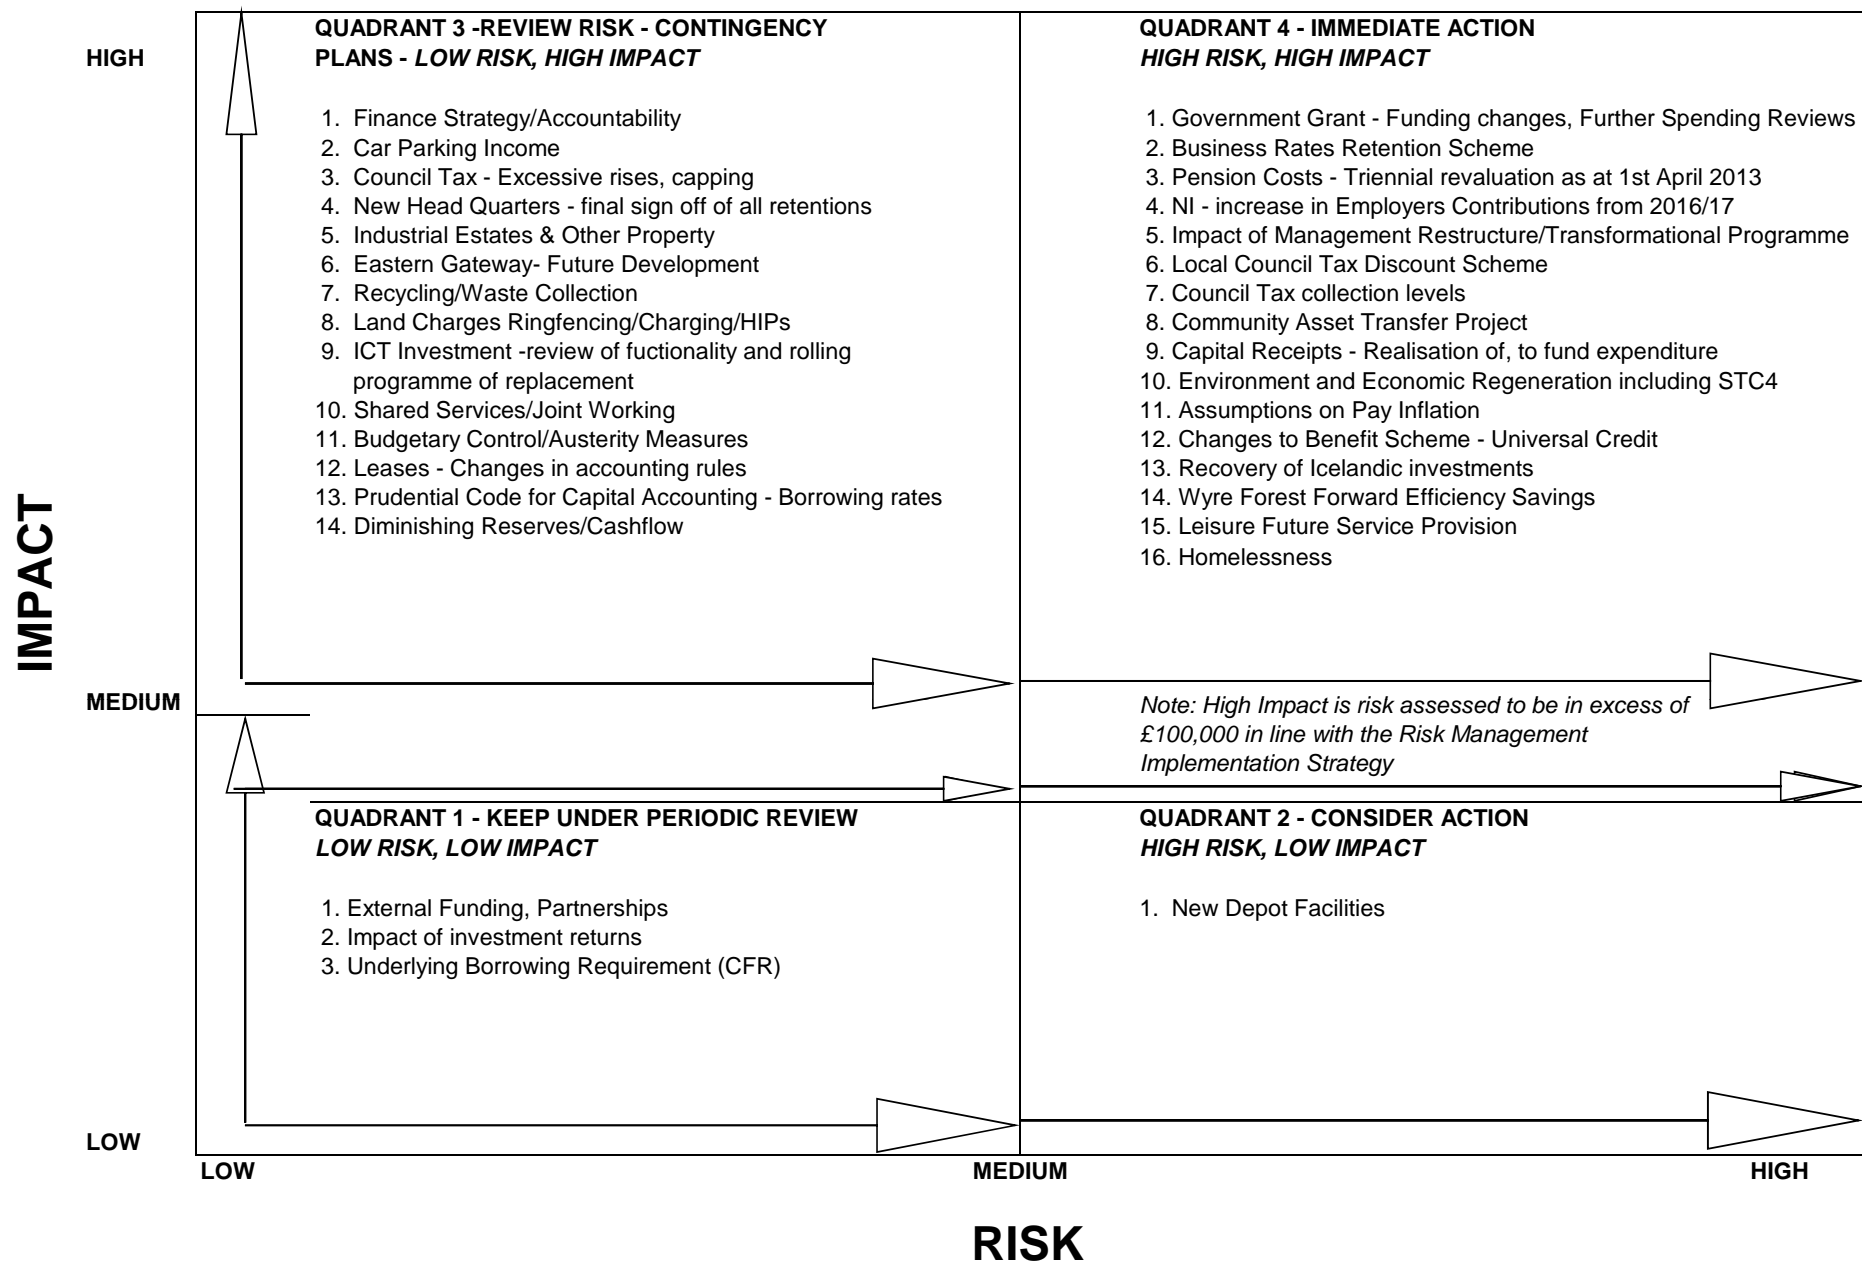 QUADRANT 3 -REVIEW RISK - CONTINGENCY
PLANS - LOW RISK, HIGH IMPACT
1. Finance Strategy/Accountability
2. Car Parking Income
3. Council Tax - Excessive rises, capping
4. New Head Quarters - final sign off of all retentions
5. Industrial Estates & Other Property
6. Eastern Gateway- Future Development
7. Recycling/Waste Collection
8. Land Charges Ringfencing/Charging/HIPs
9. ICT Investment -review of fuctionality and rolling
programme of replacement
10. Shared Services/Joint Working
11. Budgetary Control/Austerity Measures
12. Leases - Changes in accounting rules
13. Prudential Code for Capital Accounting - Borrowing rates
14. Diminishing Reserves/Cashflow
QUADRANT 4 - IMMEDIATE ACTION
HIGH RISK, HIGH IMPACT
1. Government Grant - Funding changes, Further Spending Reviews
2. Business Rates Retention Scheme
3. Pension Costs - Triennial revaluation as at 1st April 2013
4. NI - increase in Employers Contributions from 2016/17
5. Impact of Management Restructure/Transformational Programme
6. Local Council Tax Discount Scheme
7. Council Tax collection levels
8. Community Asset Transfer Project
9. Capital Receipts - Realisation of, to fund expenditure
10. Environment and Economic Regeneration including STC4
11. Assumptions on Pay Inflation
12. Changes to Benefit Scheme - Universal Credit
13. Recovery of Icelandic investments
14. Wyre Forest Forward Efficiency Savings
15. Leisure Future Service Provision
16. Homelessness
Note: High Impact is risk assessed to be in excess of
£100,000 in line with the Risk Management
Implementation Strategy
QUADRANT 1 - KEEP UNDER PERIODIC REVIEW
LOW RISK, LOW IMPACT
1. External Funding, Partnerships
2. Impact of investment returns
3. Underlying Borrowing Requirement (CFR)
QUADRANT 2 - CONSIDER ACTION
HIGH RISK, LOW IMPACT
1. New Depot Facilities
IMPACT
HIGH
MEDIUM
LOW
LOW
MEDIUM
HIGH
RISK